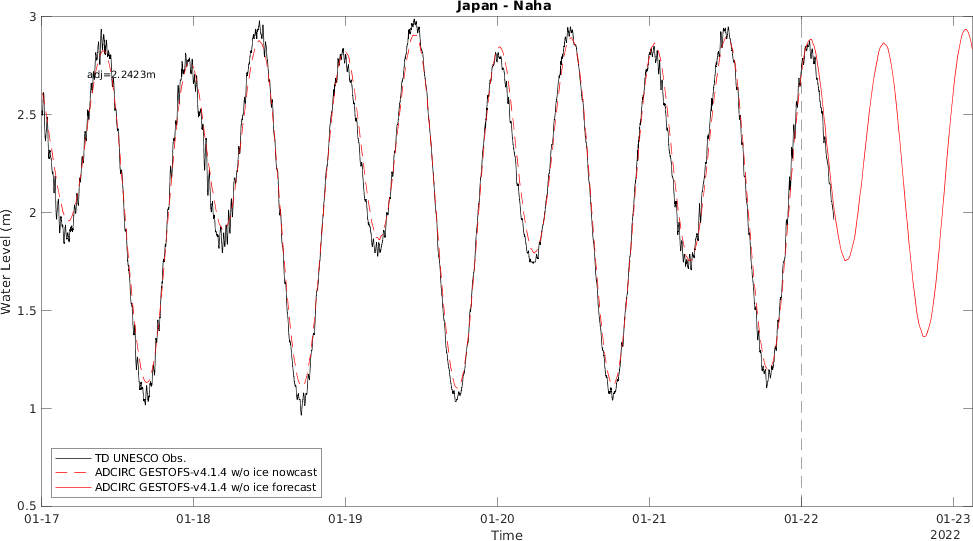 Japan - Naha
3
adj=2.2423m
2.5
2
1.5
1
0.5
Water Level (m)
TD UNESCO Obs.
ADCIRC GESTOFS-v4.1.4 w/o ice nowcast
ADCIRC GESTOFS-v4.1.4 w/o ice forecast
01-17 01-18 01-19 01-20 01-21 01-22 01-23
Time
2022